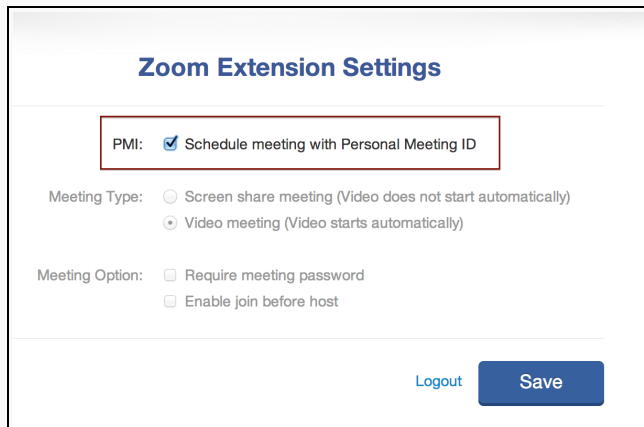 Zoom Extension Settings
PMI: Schedule meeting with Personal Meeting ID
Meeting Type: Screen share meeting (Video does not start automatically)
Video meeting (Video starts automatically)
Meeting Option: Require meeting password
Enable join before host
Logout Save